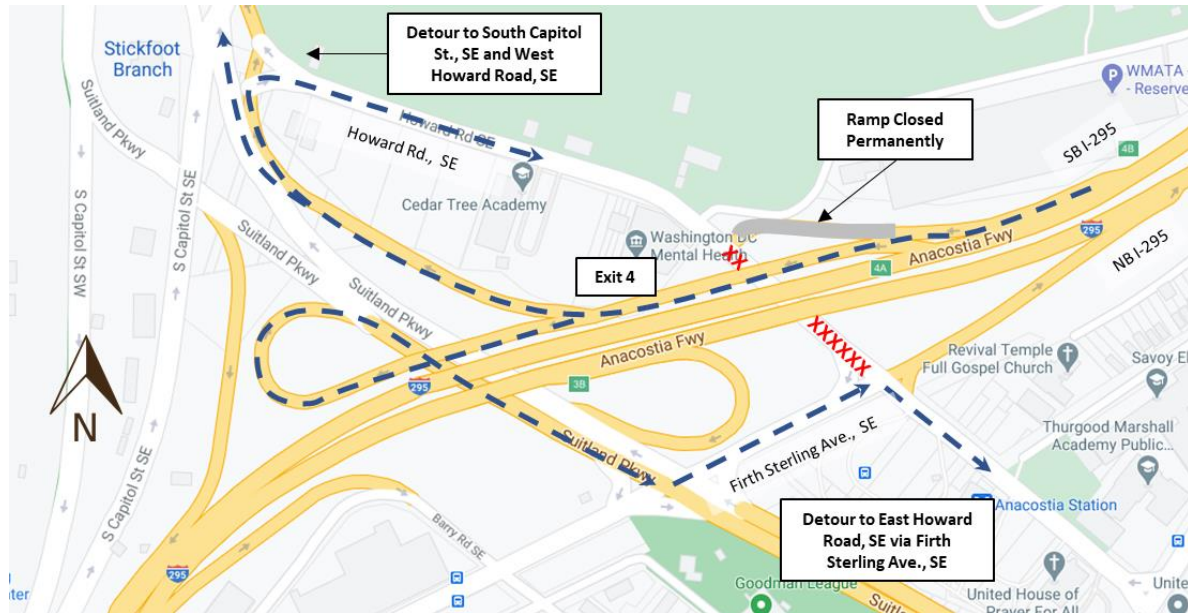 Detour to South Capitol
St., SE and West
Howard Road, SE
Stickfoot
Branch
WMATA
- Reserve
P
Suitland Pkwy
Howard Rd SE
Howard Rd., SE
Ramp Closed
Permanently
SB I-295
4B
S Capitol St SE
S Capitol St SW
Cedar Tree Academy
Suitland Pkwy
Washington DC
Mental Health
XX
Anacostia Fwy
295
4A
NB I-295
Exit 4
Suitland Pkwy
XXXXXX
Anacostia Fwy
Revival Temple
Full Gospel Church
Savoy El
295
3B
N
S Capitol St SE
Thurgood Marshall
Academy Public...
Suitland Pkwy
Firth Sterling Ave., SE
Anacostia Station
Barry Rd SE
Detour to East Howard
Road, SE via Firth
Sterling Ave., SE
295
Goodman League
United House of
Prayer For All
United
Suitl
ter